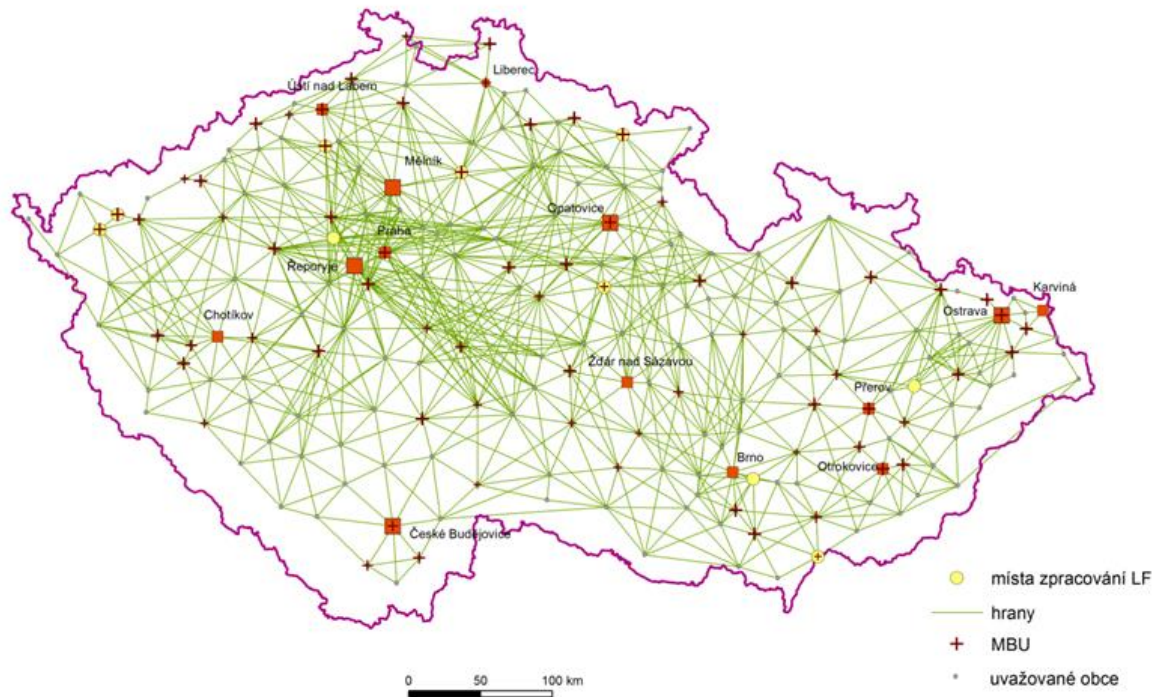 Liberec
Ústí nad Labem
Mělník
Opatovice
Praha
Řeporyje
Karviná
Ostrava
Chotíkov
Žďár nad Sázavou
Přerov
Brno
Otrokovice
České Budějovice
místa zpracování LF
hrany
MBU
uvažované obce
0 50 100 km